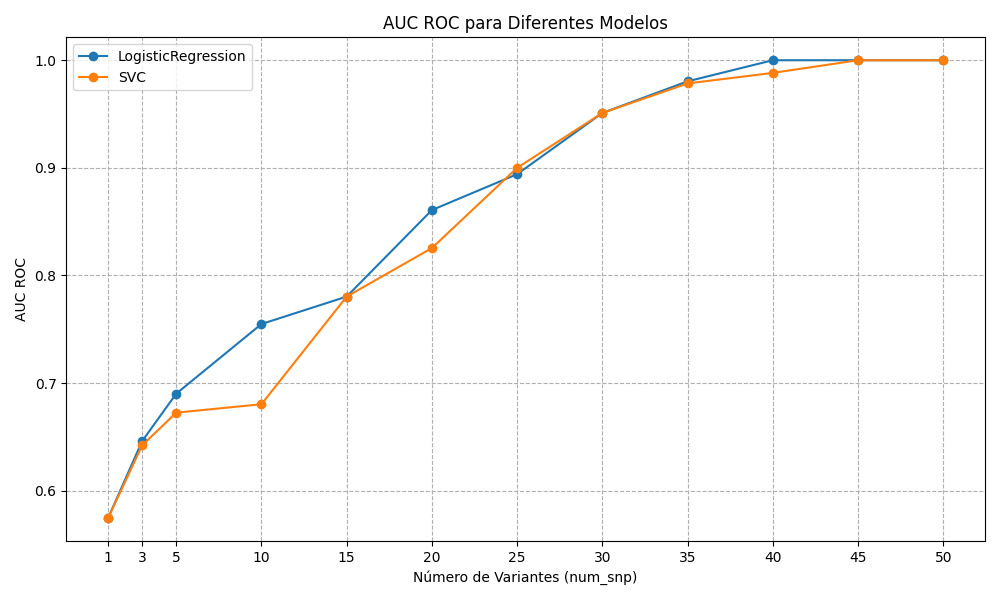 AUC ROC para Diferentes Modelos
LogisticRegression
SVC
AUC ROC
1.0
0.9
0.8
0.7
0.6
1 3 5 10 15 20 25 30 35 40 45 50
Número de Variantes (num_snp)